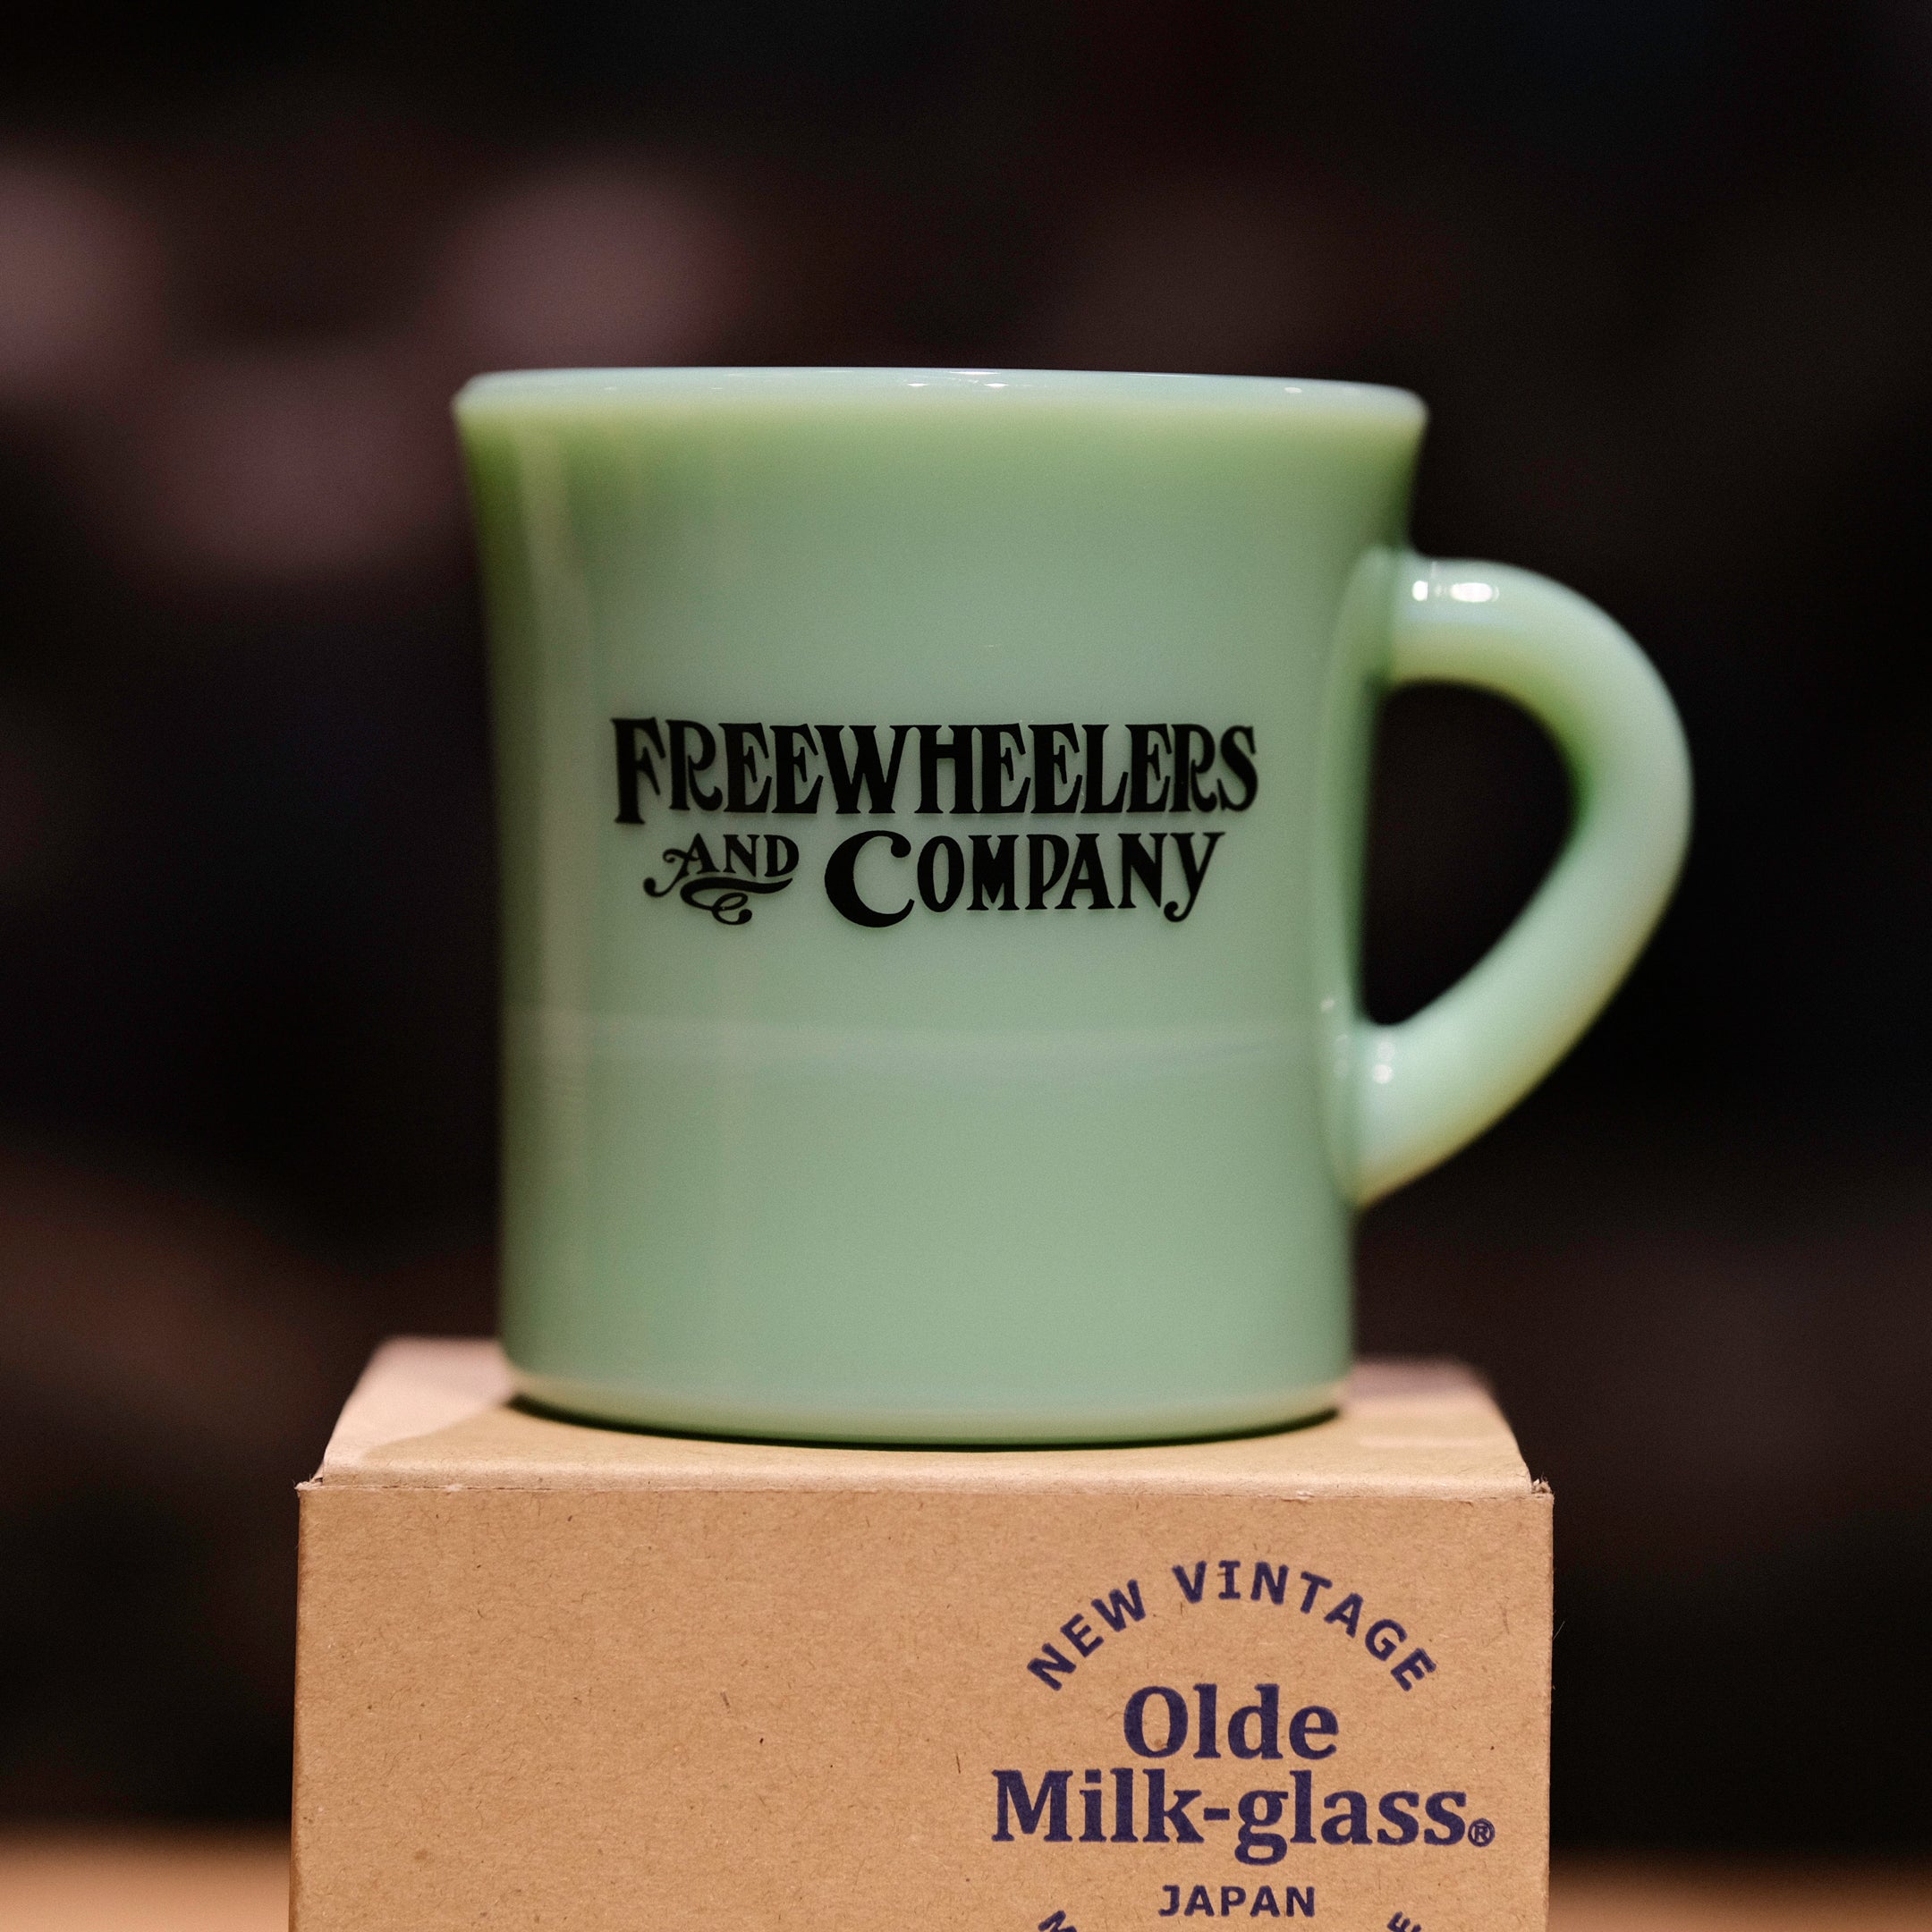 FREEWHEELERS
AND COMPANY
NEW VINTAGE
Olde
Milk-glass®
JAPAN